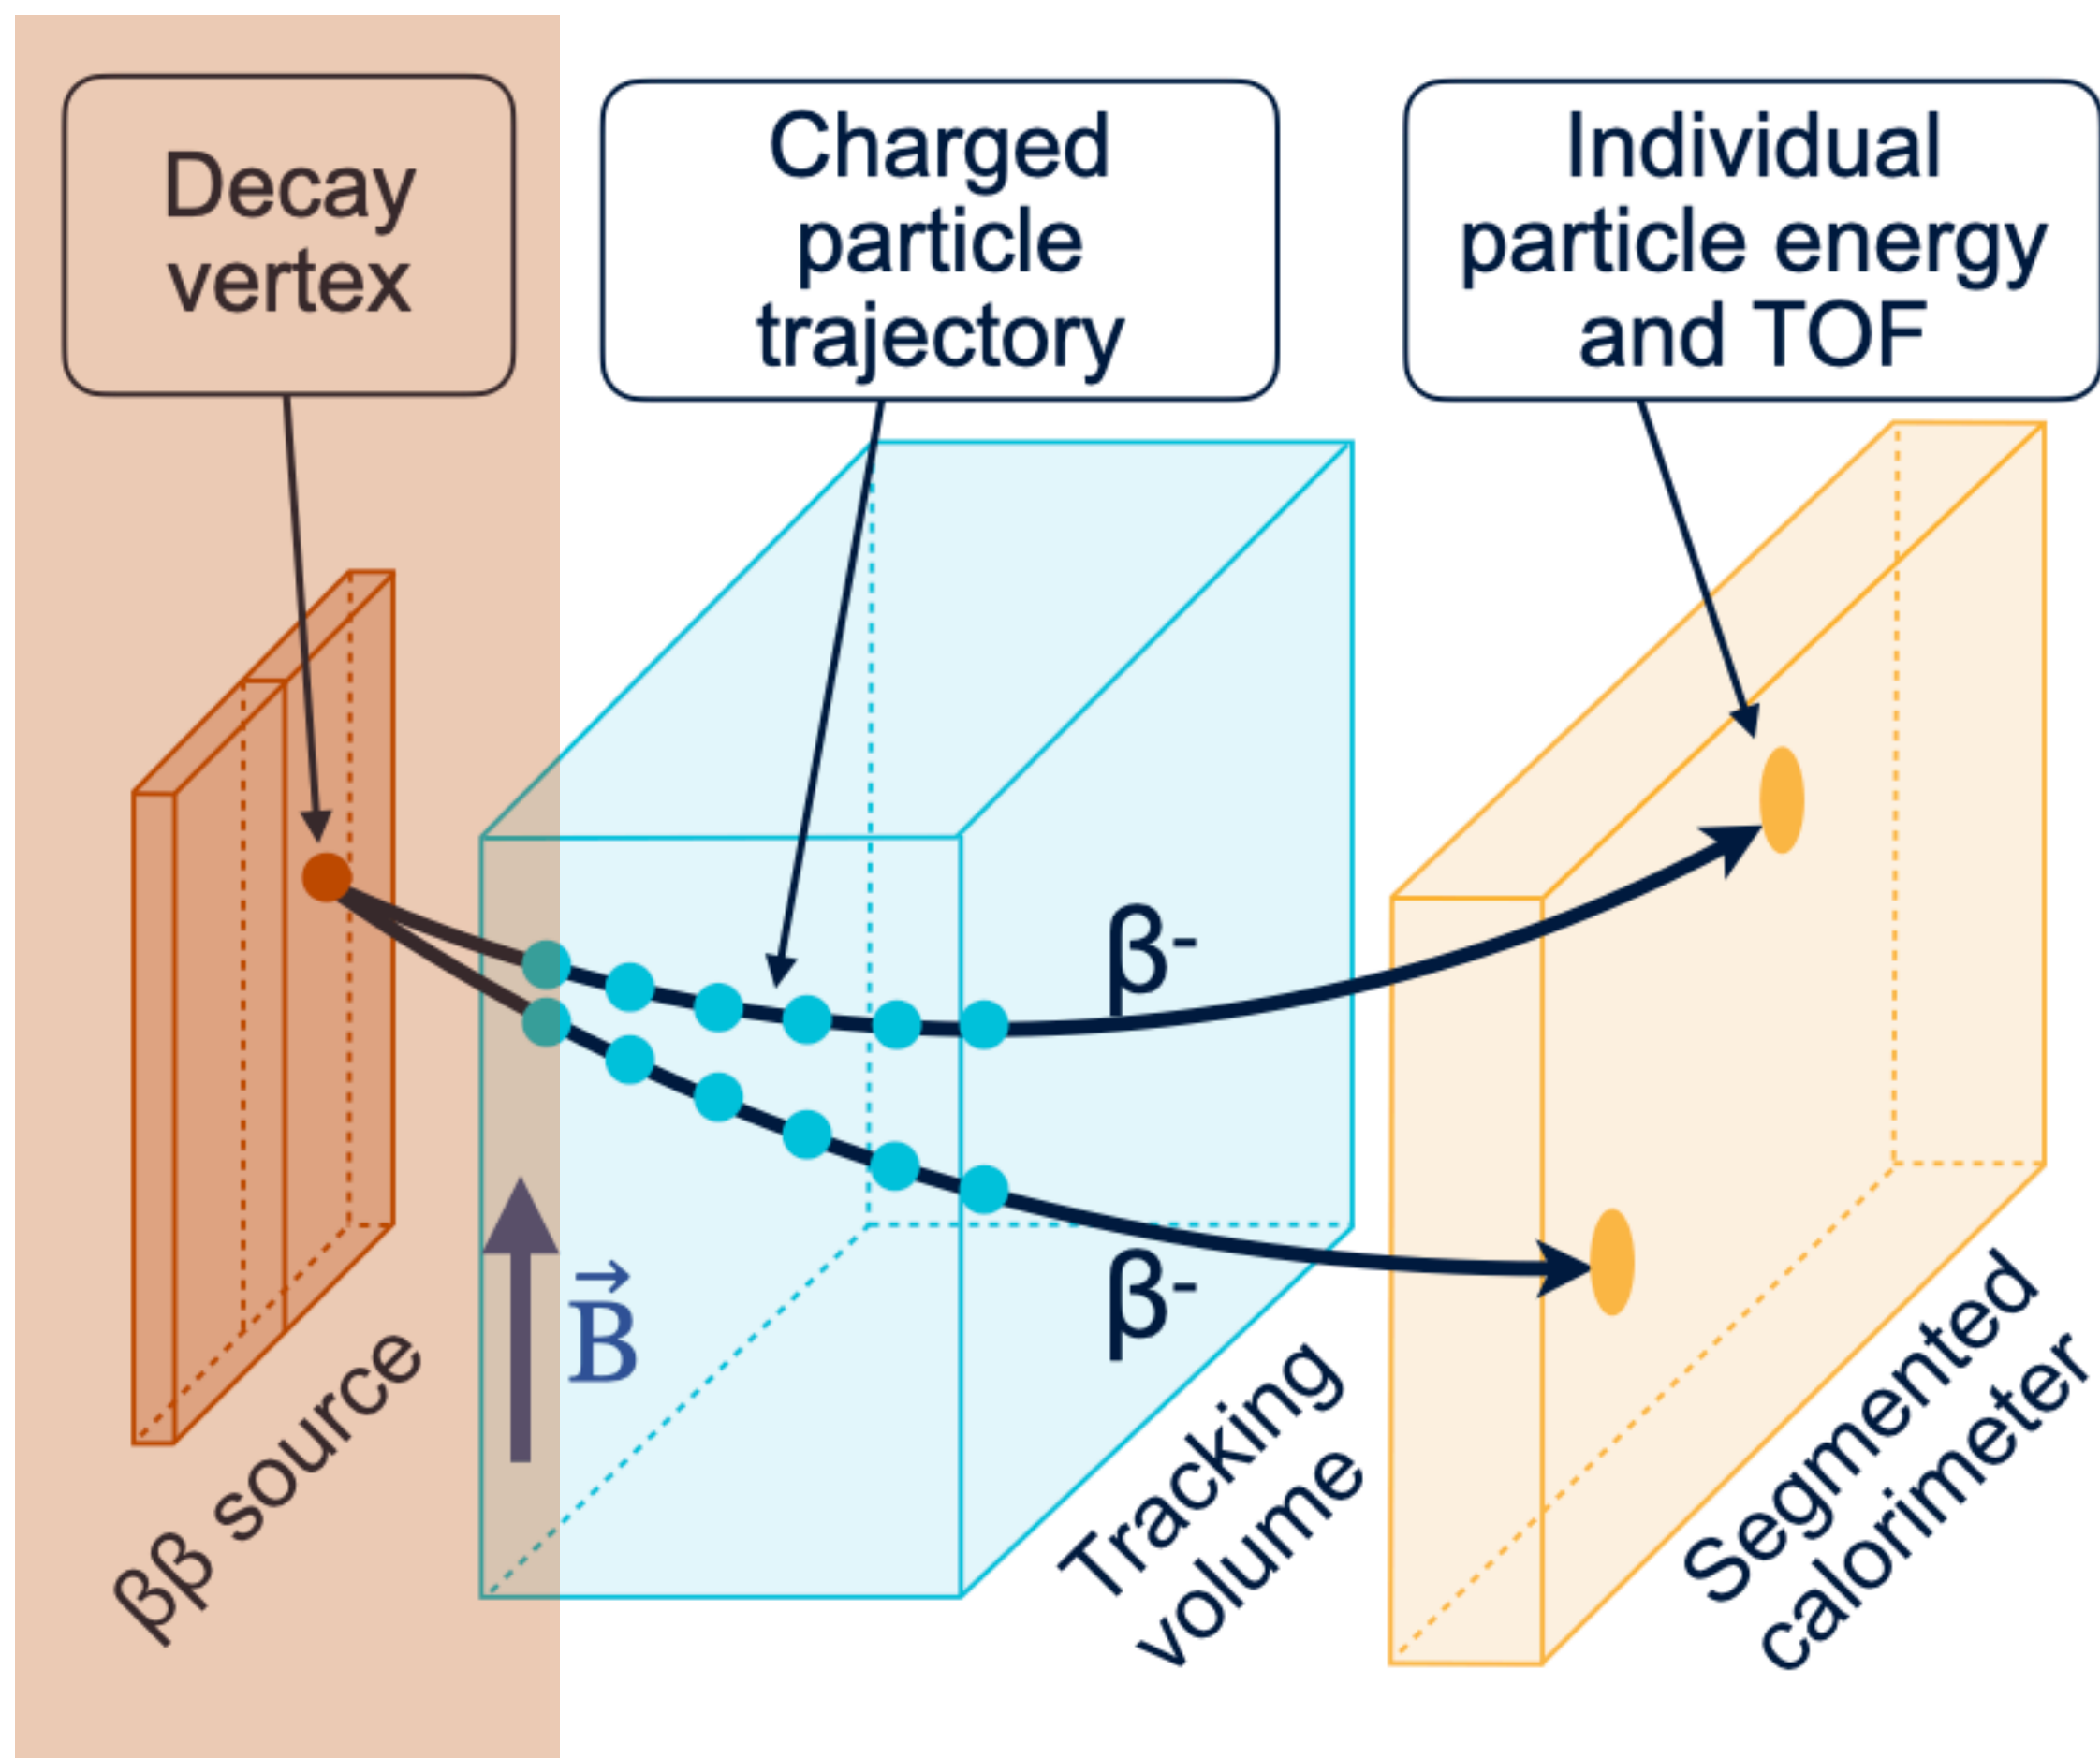 Decay
vertex
Charged
particle
trajectory
Individual
particle energy
and TOF
β-
β-
B⃗
ββ source
Tracking
volume
Segmented
calorimeter